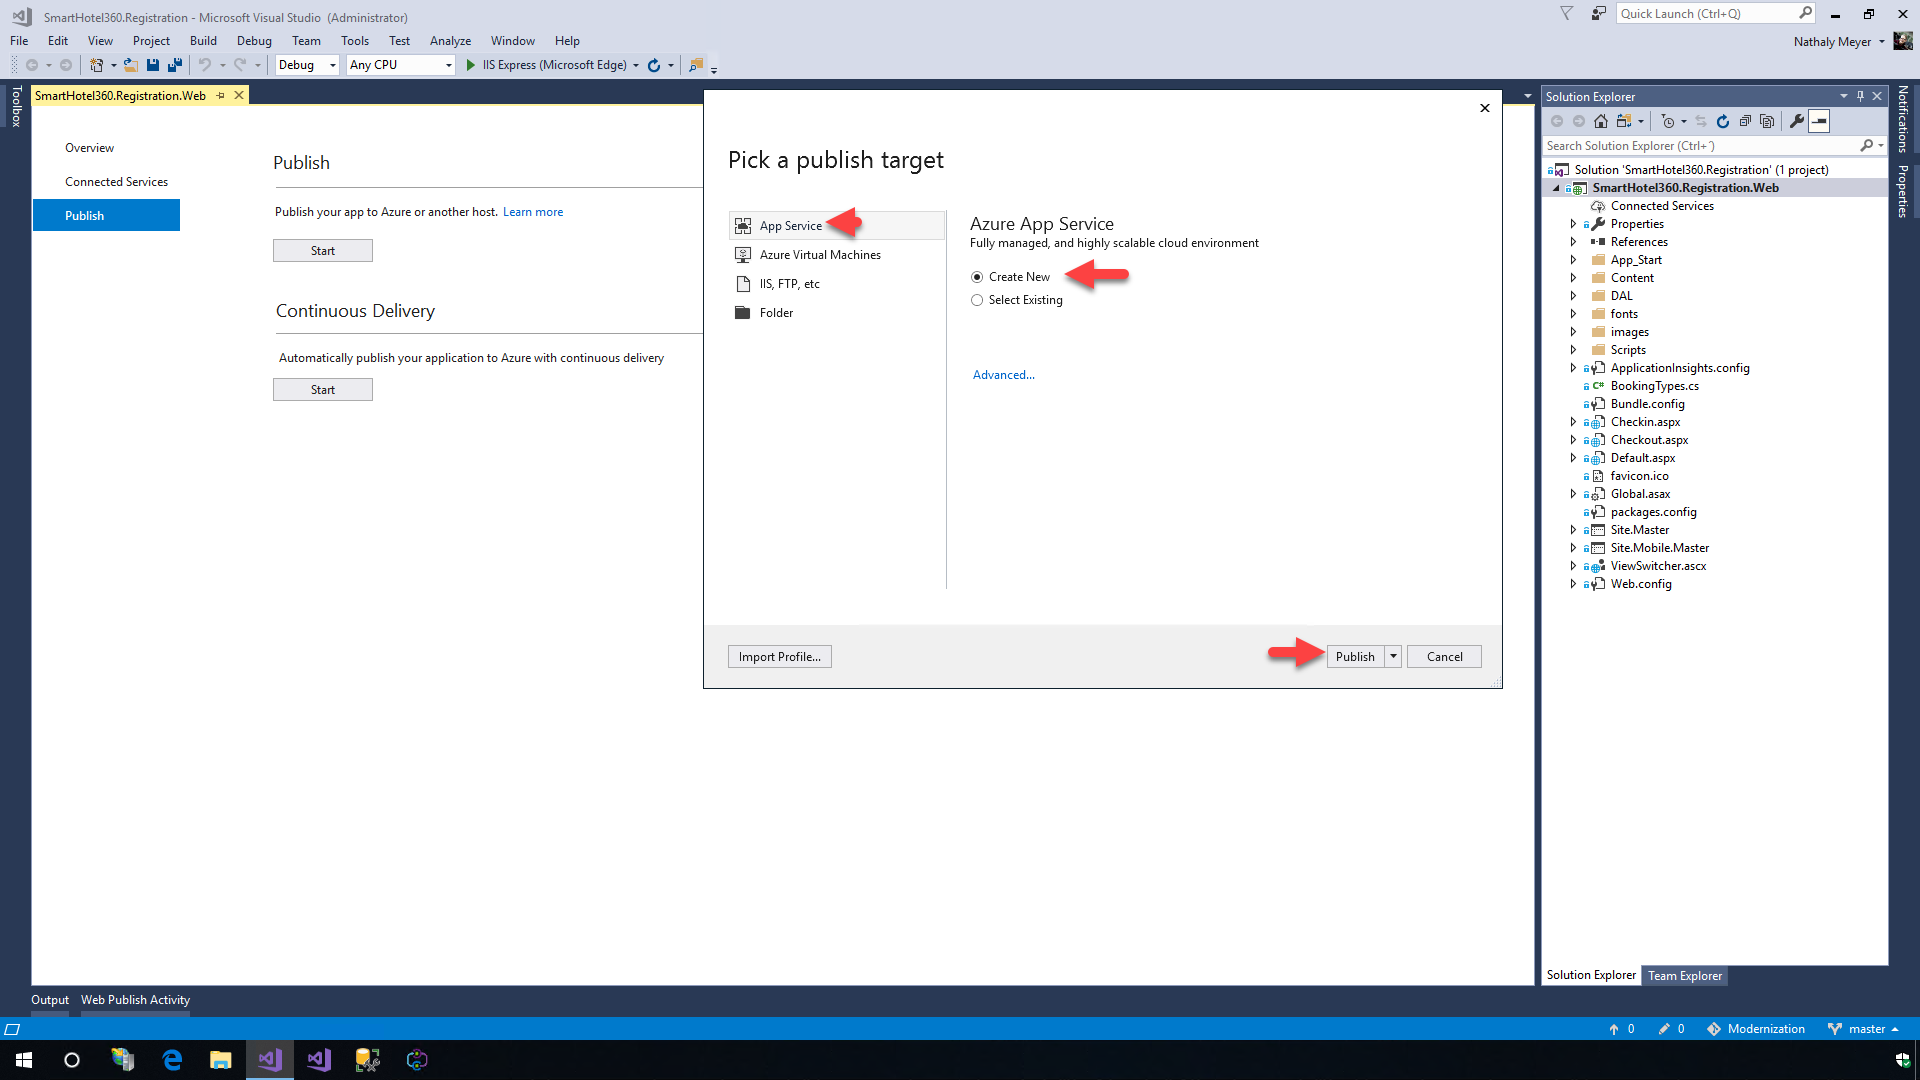 SmartHotel360.Registration - Microsoft Visual Studio (Administrator)
Quick Launch (Ctrl+Q)
File Edit View Project Build Debug Team Tools Test Analyze Window Help
Nathaly Meyer
Debug Any CPU IIS Express (Microsoft Edge)
Toolbox
SmartHotel360.Registration.Web
Overview
Connected Services
Publish
Publish
Publish your app to Azure or another host. Learn more
Start
Continuous Delivery
Automatically publish your application to Azure with continuous delivery
Start
Pick a publish target
App Service
Azure Virtual Machines
IIS, FTP, etc
Folder
Azure App Service
Fully managed, and highly scalable cloud environment
Create New
Select Existing
Advanced...
Import Profile...
Publish
Cancel
Solution Explorer
Search Solution Explorer (Ctrl+´)
Solution 'SmartHotel360.Registration' (1 project)
SmartHotel360.Registration.Web
Connected Services
Properties
References
App_Start
Content
DAL
fonts
images
Scripts
ApplicationInsights.config
C# BookingTypes.cs
Bundle.config
Checkin.aspx
Checkout.aspx
Default.aspx
favicon.ico
Global.asax
packages.config
Site.Master
Site.Mobile.Master
ViewSwitcher.ascx
Web.config
Solution Explorer Team Explorer
Notifications
Properties
Output Web Publish Activity
0 0 Modernization master